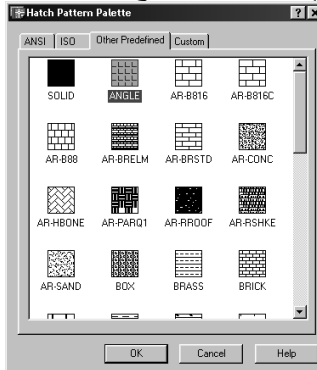 Hatch Pattern Palette
ANSI ISO Other Predefined Custom
SOLID ANGLE AR-B816 AR-B816C
AR-B88 AR-BRELM AR-BRSTD AR-CONC
AR-HBONE AR-PARQ1 AR-RROOF AR-RSHKE
AR-SAND BOX BRASS BRICK
OK Cancel Help